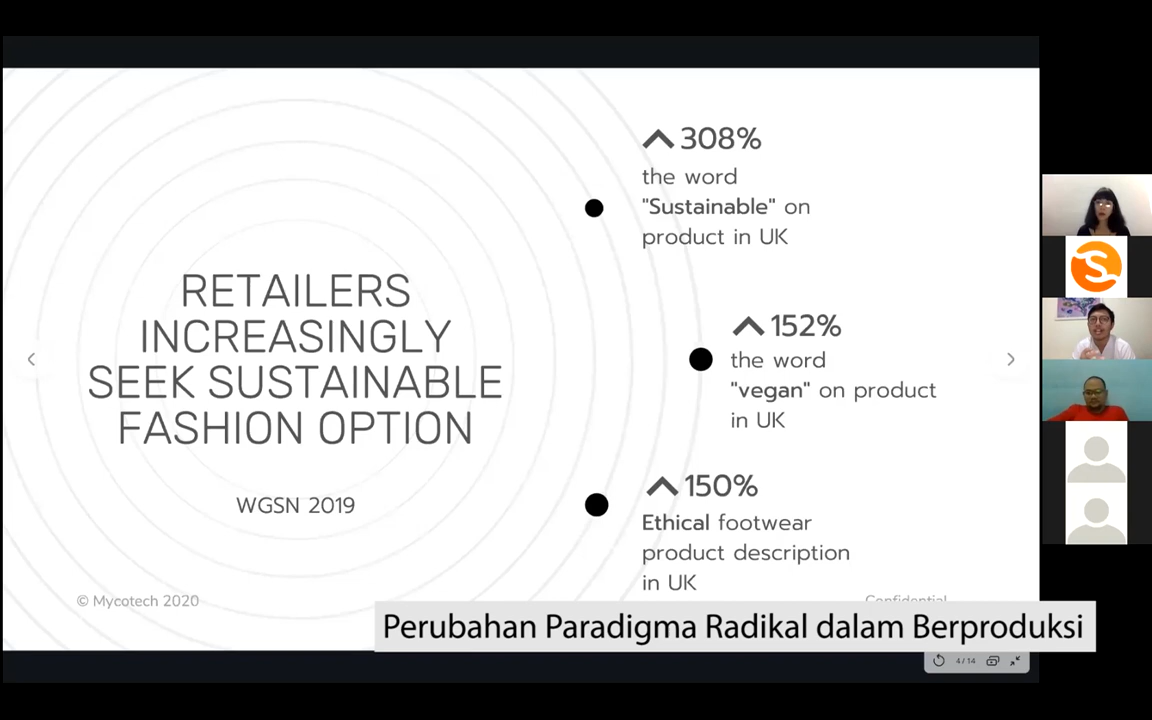 RETAILERS
INCREASINGLY
SEEK SUSTAINABLE
FASHION OPTION
WGSN 2019
308%
the word
"Sustainable" on
product in UK
152%
the word
"vegan" on product
in UK
150%
Ethical footwear
product description
in UK
© Mycotech 2020
Confidential
Perubahan Paradigma Radikal dalam Berproduksi
4/14
S